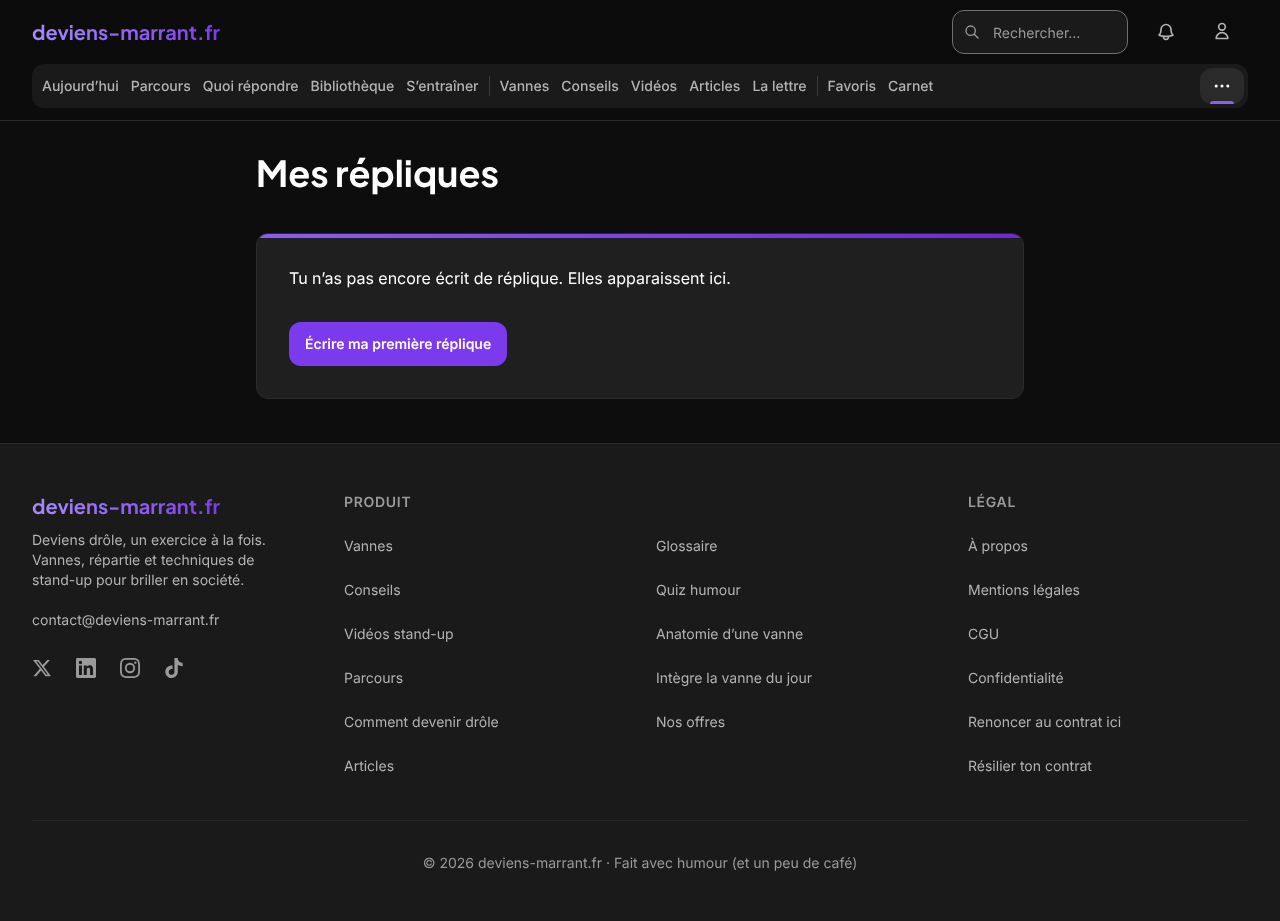 deviens-marrant.fr
Rechercher...
Aujourd’hui Parcours Quoi répondre Bibliothèque S’entraîner Vannes Conseils Vidéos Articles La lettre Favoris Carnet
Mes répliques
Tu n’as pas encore écrit de réplique. Elles apparaissent ici.
Écrire ma première réplique
deviens-marrant.fr
Deviens drôle, un exercice à la fois.
Vannes, répartie et techniques de
stand-up pour briller en société.
contact@deviens-marrant.fr
PRODUIT
Vannes
Conseils
Vidéos stand-up
Parcours
Comment devenir drôle
Articles
Glossaire
Quiz humour
Anatomie d’une vanne
Intègre la vanne du jour
Nos offres
LÉGAL
À propos
Mentions légales
CGU
Confidentialité
Renoncer au contrat ici
Résilier ton contrat
© 2026 deviens-marrant.fr · Fait avec humour (et un peu de café)